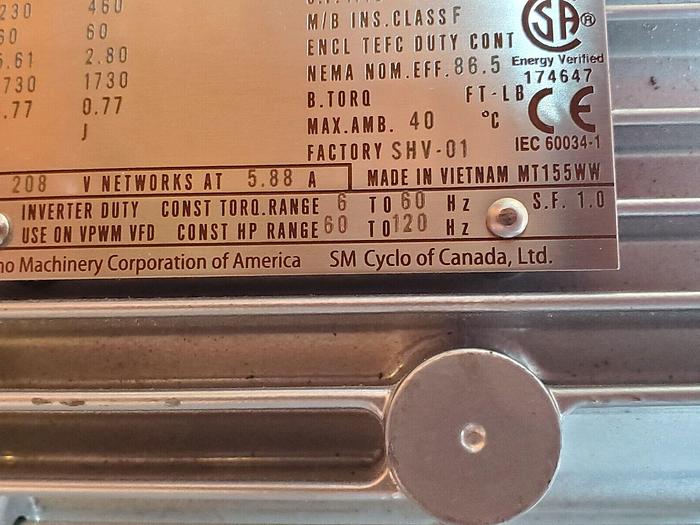 230 460
60 60
5.61 2.80
1730 1730
0.77 0.77
J
M/B INS.CLASS F
ENCL TEFC DUTY CONT
NEMA NOM.EFF. 86.5
B.TORQ FT-LB
MAX.AMB. 40 °C
FACTORY SHV-01
SA®
Energy Verified
174647
CE
IEC 60034-1
208 V NETWORKS AT 5.88 A
MADE IN VIETNAM MT155WW
INVERTER DUTY CONST TORQ.RANGE 6 TO 60 Hz S.F. 1.0
USE ON VPWM VFD CONST HP RANGE 60 TO 120 Hz
Machinery Corporation of America SM Cyclo of Canada, Ltd.